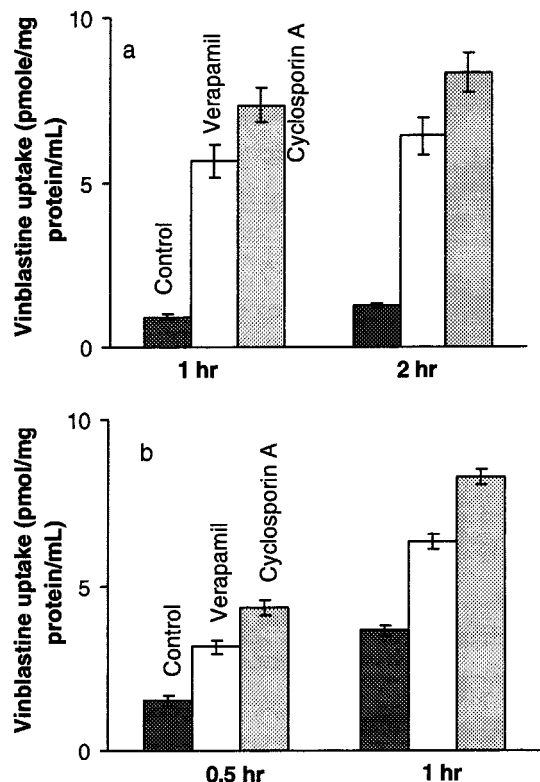 a
Vinblastine uptake (pmole/mg
protein/mL)
10
5
0
Control
Verapamil
Cyclosporin A
1 hr
2 hr
b
Vinblastine uptake (pmol/mg
protein/mL)
10
5
0
Control
Verapamil
Cyclosporin A
0.5 hr
1 hr